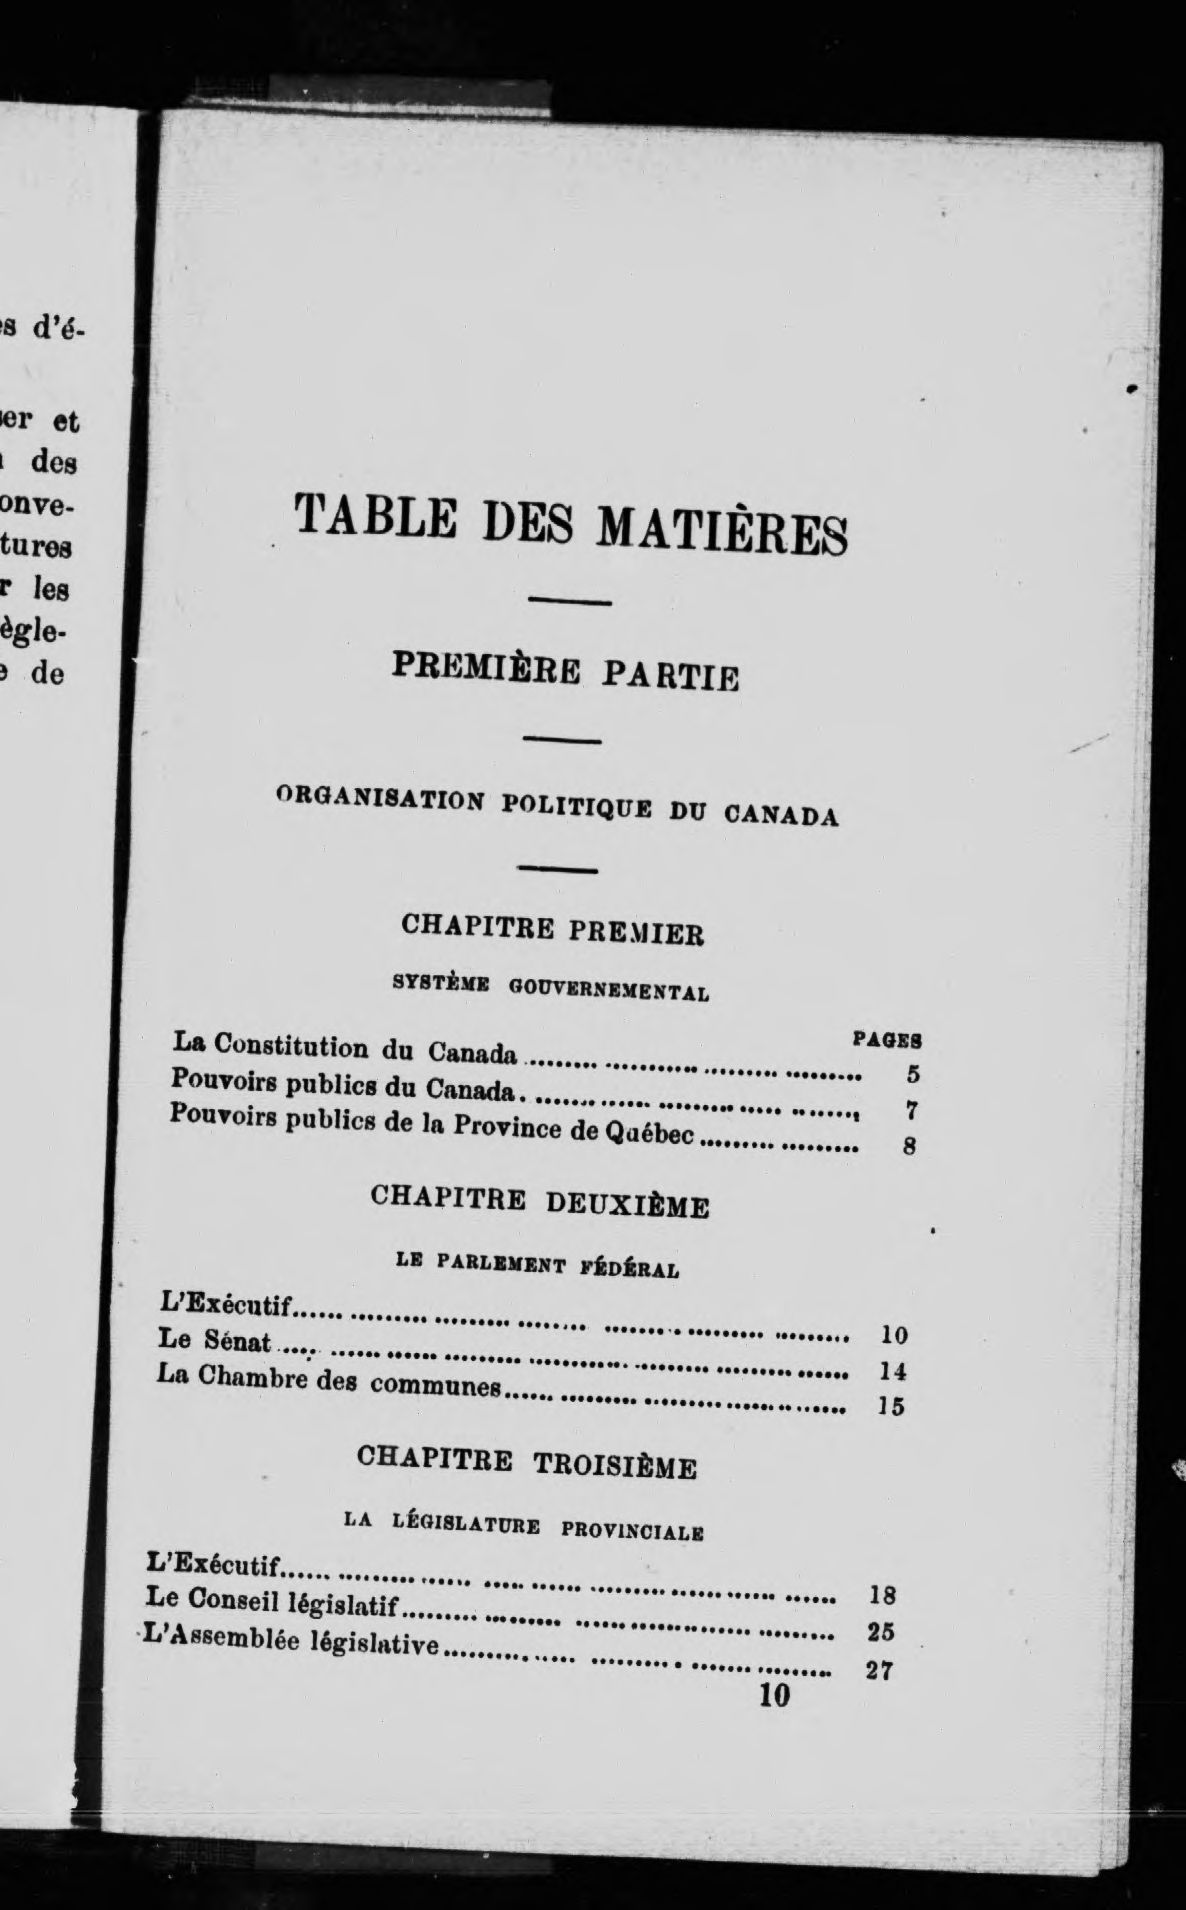 s d'é-
er et
des
onve-
tures
r les
ègle-
de
TABLE DES MATIÈRES
PREMIÈRE PARTIE
ORGANISATION POLITIQUE DU CANADA
CHAPITRE PREMIER
SYSTÈME GOUVERNEMENTAL
PAGES
La Constitution du Canada 5
Pouvoirs publics du Canada 7
Pouvoirs publics de la Province de Québec 8
CHAPITRE DEUXIÈME
LE PARLEMENT FÉDÉRAL
L'Exécutif 10
Le Sénat 14
La Chambre des communes 15
CHAPITRE TROISIÈME
LA LÉGISLATURE PROVINCIALE
L'Exécutif 18
Le Conseil législatif 25
L'Assemblée législative 27
10